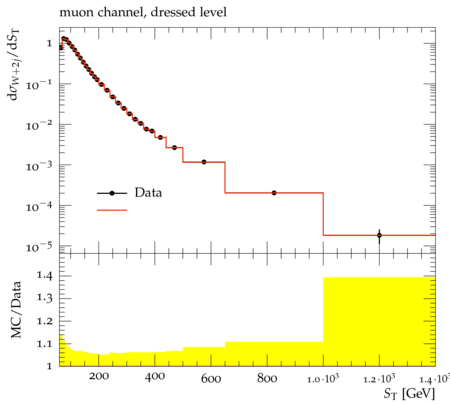 muon channel, dressed level
dσ_{W+2j}/dS_T
1
10^{−1}
10^{−2}
10^{−3}
10^{−4}
10^{−5}
Data
MC/Data
1.4
1.3
1.2
1.1
1
200 400 600 800 1.0·10^3 1.2·10^3 1.4·10^3
S_T [GeV]